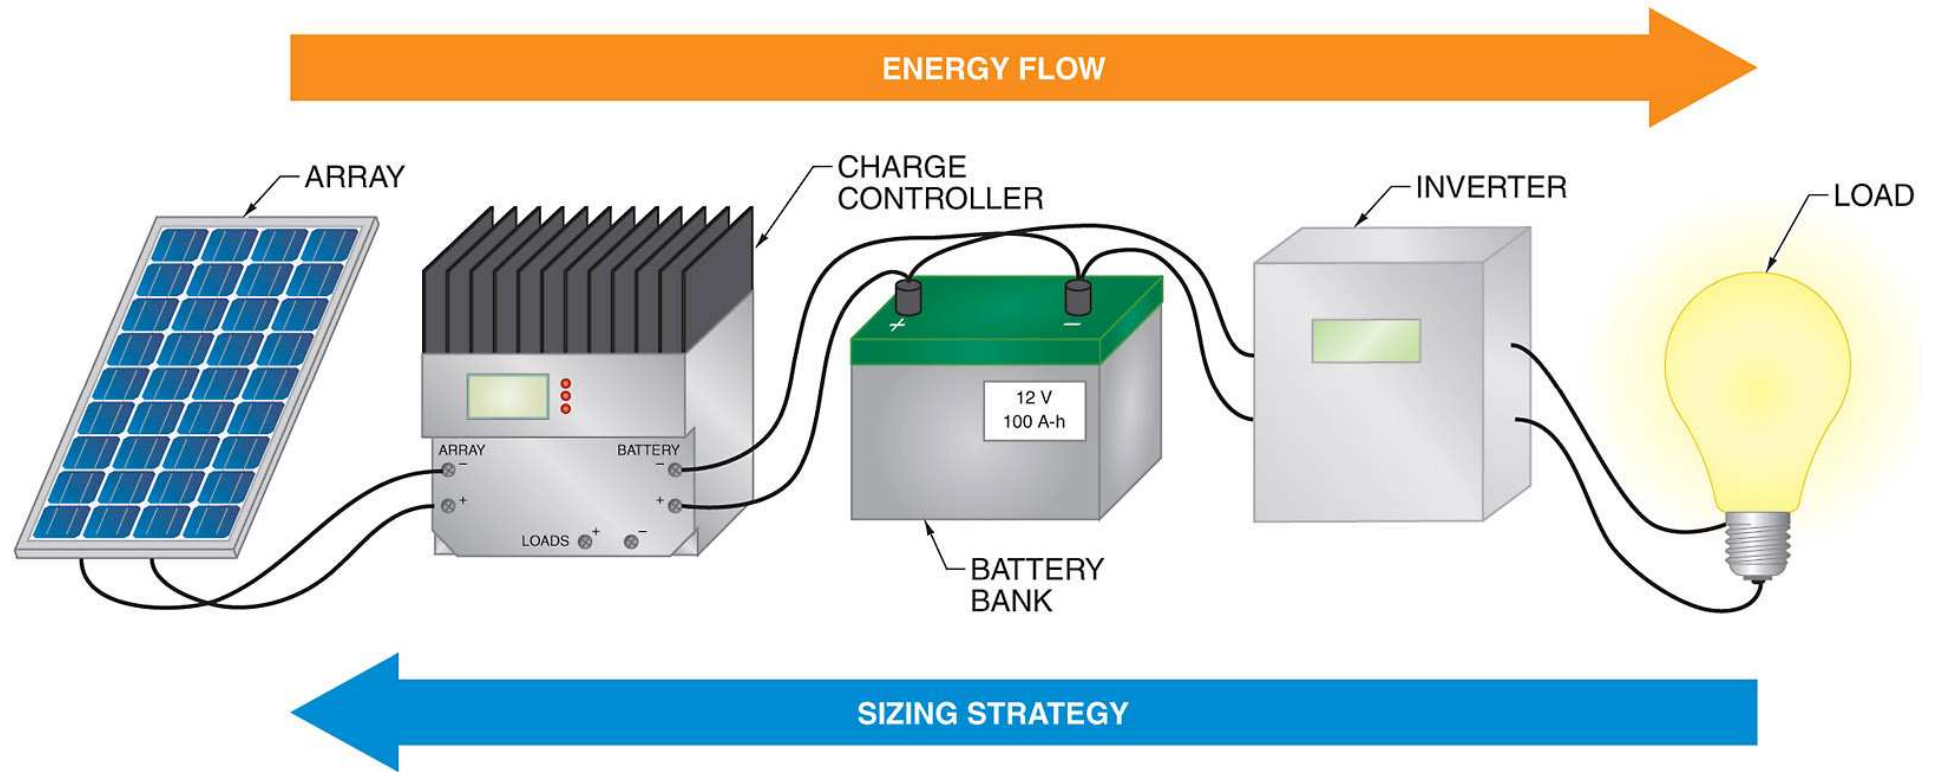 ENERGY FLOW
ARRAY
CHARGE
CONTROLLER
INVERTER
LOAD
+
−
12 V
100 A-h
ARRAY
−
+
BATTERY
−
+
LOADS + −
BATTERY
BANK
SIZING STRATEGY